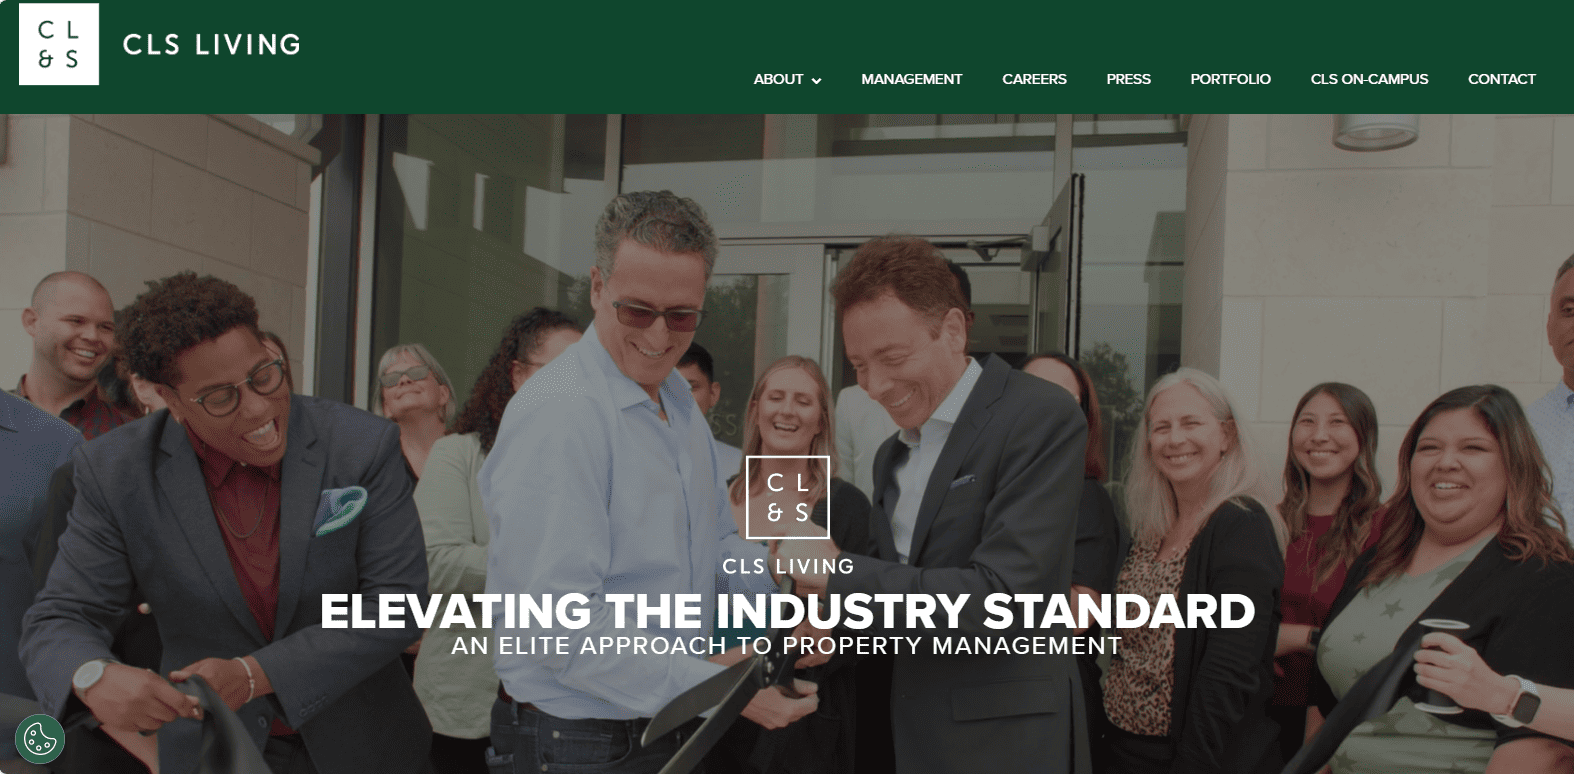 C L
& S
CLS LIVING
ABOUT
MANAGEMENT
CAREERS
PRESS
PORTFOLIO
CLS ON-CAMPUS
CONTACT
C L
& S
CLS LIVING
ELEVATING THE INDUSTRY STANDARD
AN ELITE APPROACH TO PROPERTY MANAGEMENT